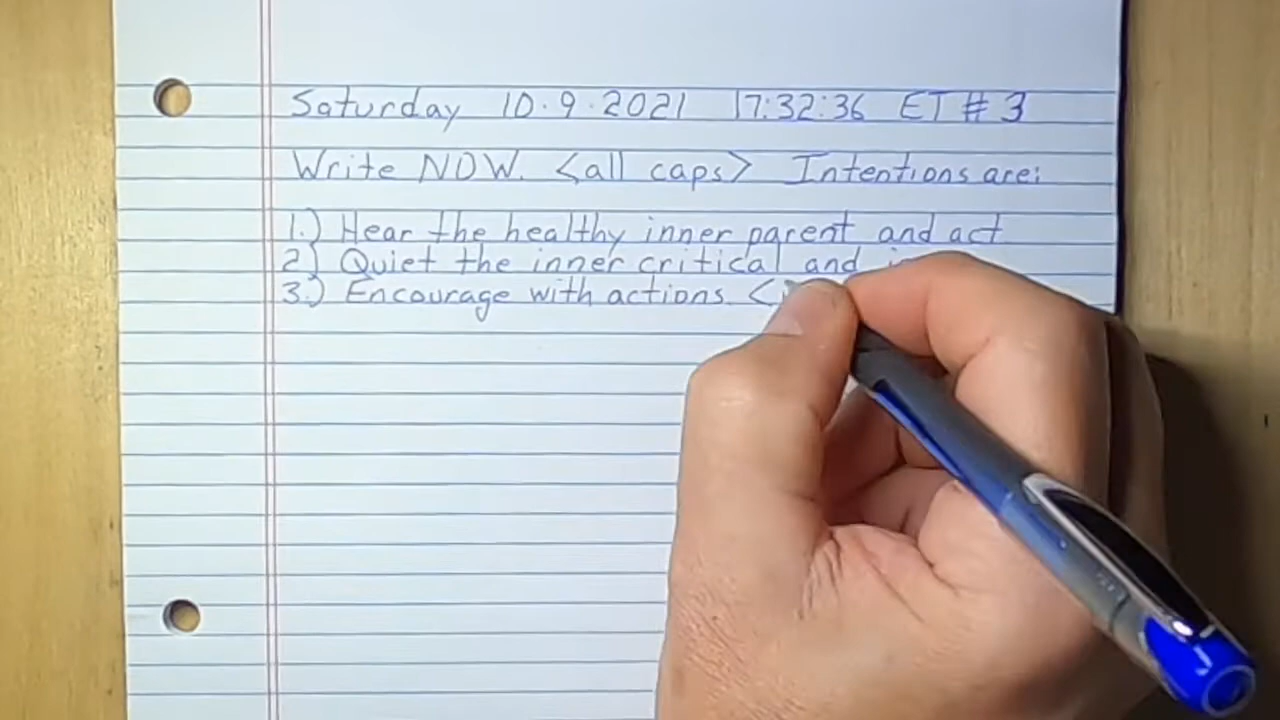 Saturday 10.9.2021 17:32:36 ET # 3
Write NOW. <all caps> Intentions are:
1.) Hear the healthy inner parent and act
2.) Quiet the inner critical and
3.) Encourage with actions. <